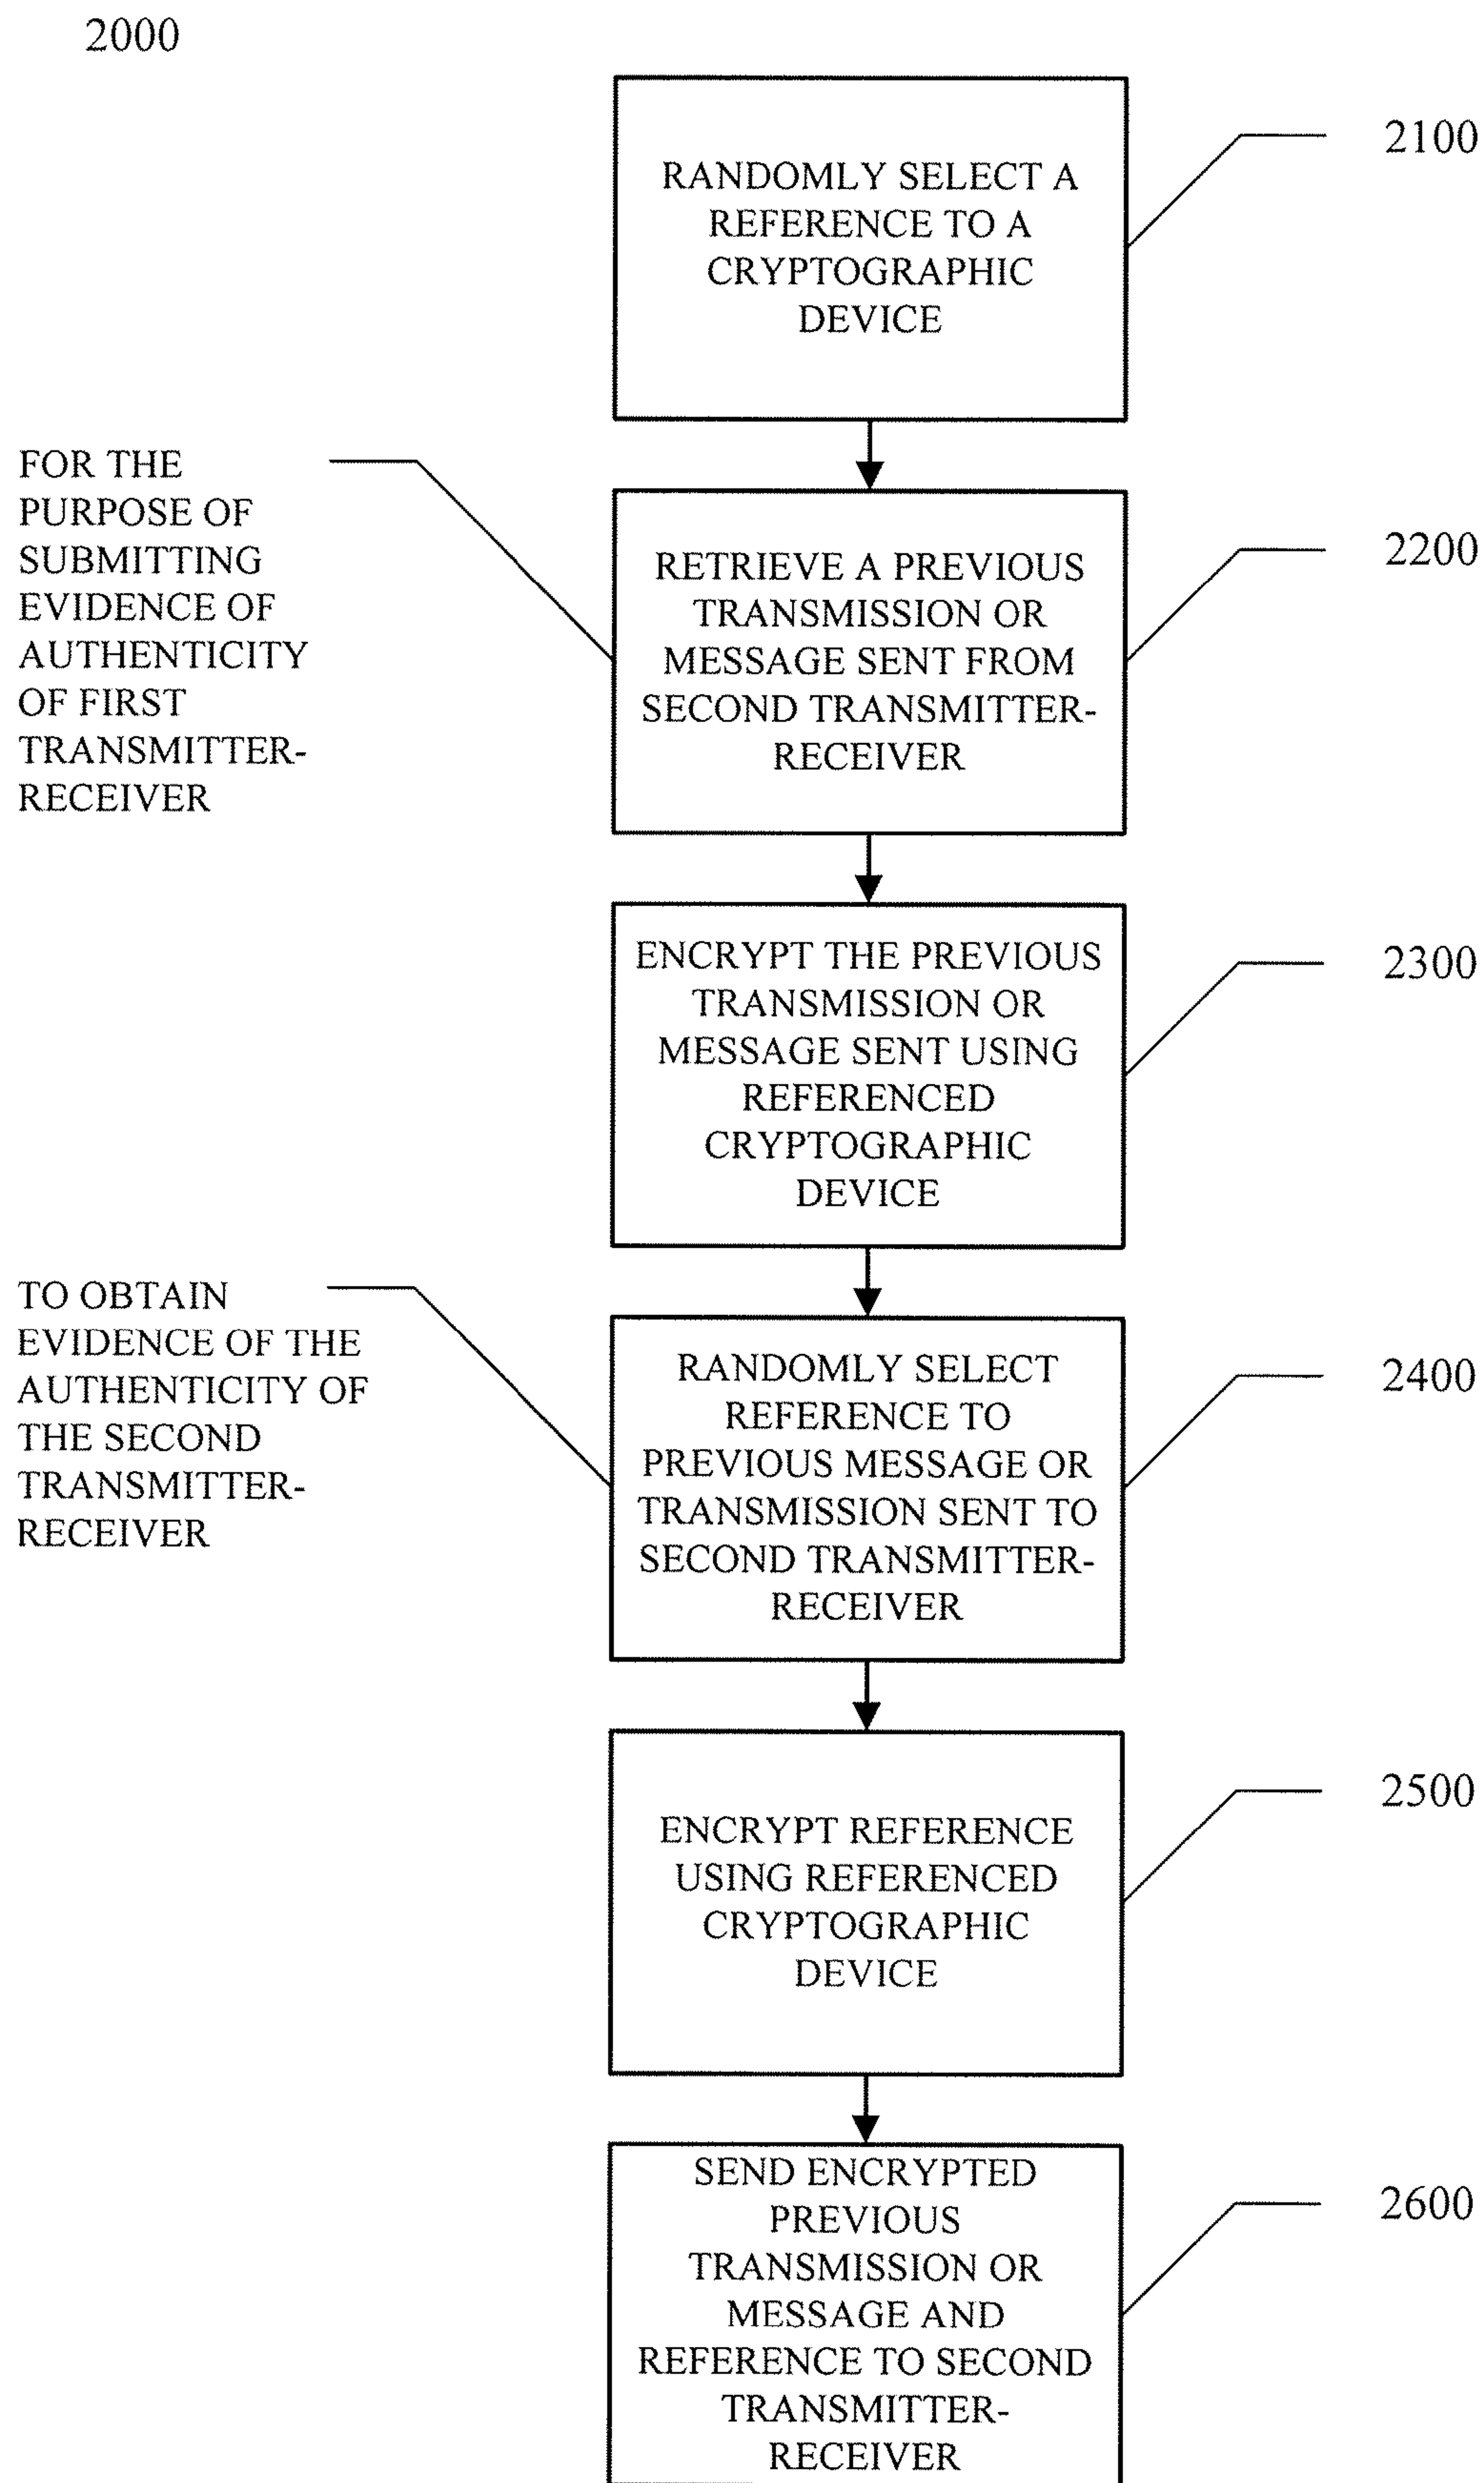 2000
RANDOMLY SELECT A
REFERENCE TO A
CRYPTOGRAPHIC
DEVICE
2100
FOR THE
PURPOSE OF
SUBMITTING
EVIDENCE OF
AUTHENTICITY
OF FIRST
TRANSMITTER-
RECEIVER
RETRIEVE A PREVIOUS
TRANSMISSION OR
MESSAGE SENT FROM
SECOND TRANSMITTER-
RECEIVER
2200
ENCRYPT THE PREVIOUS
TRANSMISSION OR
MESSAGE SENT USING
REFERENCED
CRYPTOGRAPHIC
DEVICE
2300
TO OBTAIN
EVIDENCE OF THE
AUTHENTICITY OF
THE SECOND
TRANSMITTER-
RECEIVER
RANDOMLY SELECT
REFERENCE TO
PREVIOUS MESSAGE OR
TRANSMISSION SENT TO
SECOND TRANSMITTER-
RECEIVER
2400
ENCRYPT REFERENCE
USING REFERENCED
CRYPTOGRAPHIC
DEVICE
2500
SEND ENCRYPTED
PREVIOUS
TRANSMISSION OR
MESSAGE AND
REFERENCE TO SECOND
TRANSMITTER-
RECEIVER
2600